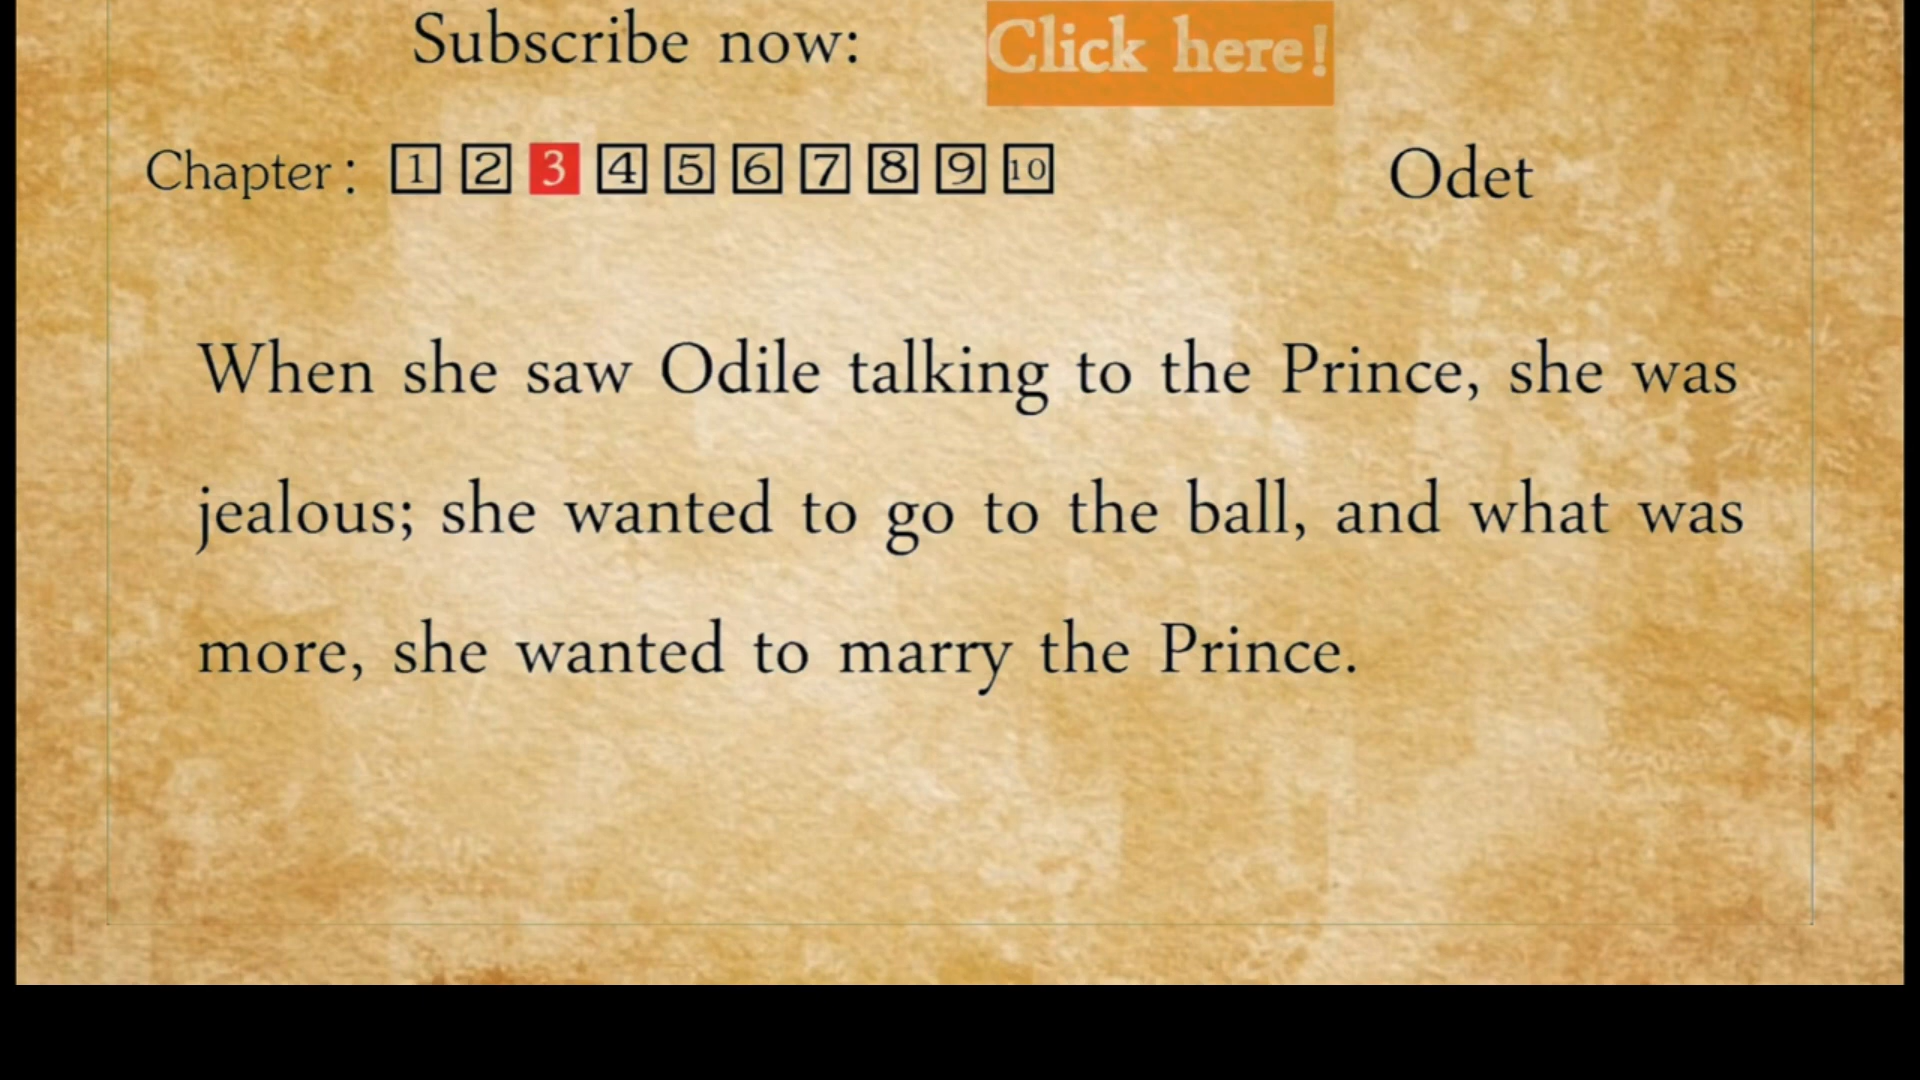 Subscribe now: Click here!
Chapter : 1 2 3 4 5 6 7 8 9 10 Odet
When she saw Odile talking to the Prince, she was
jealous; she wanted to go to the ball, and what was
more, she wanted to marry the Prince.